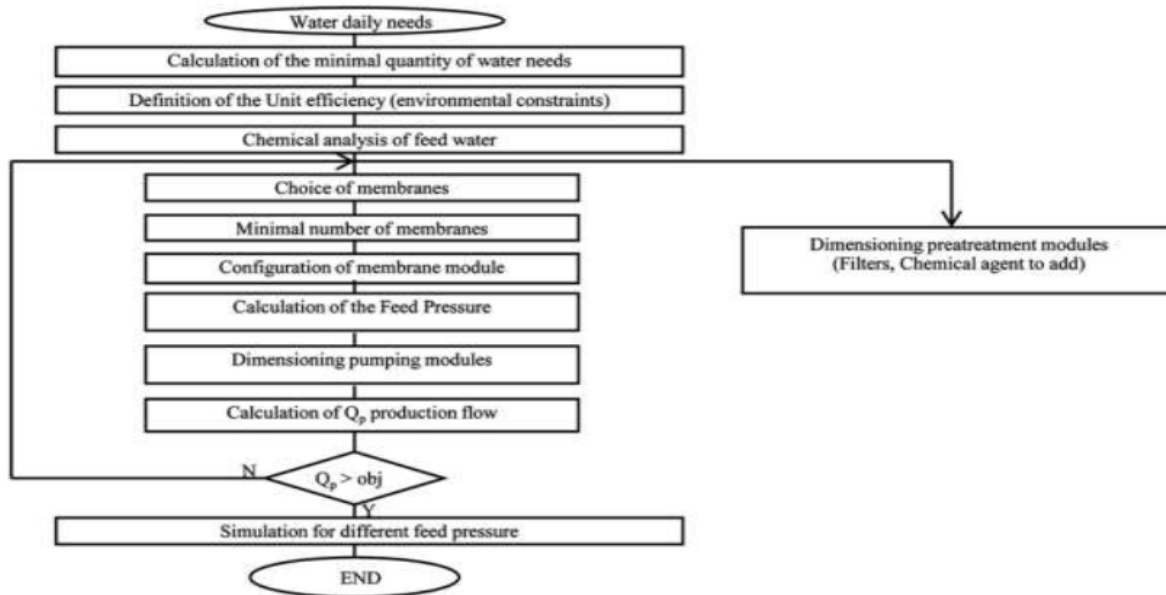 Water daily needs
Calculation of the minimal quantity of water needs
Definition of the Unit efficiency (environmental constraints)
Chemical analysis of feed water
Choice of membranes
Minimal number of membranes
Configuration of membrane module
Calculation of the Feed Pressure
Dimensioning pumping modules
Calculation of Qp production flow
N
Qp > obj
Y
Simulation for different feed pressure
END
Dimensioning preatreatment modules
(Filters, Chemical agent to add)